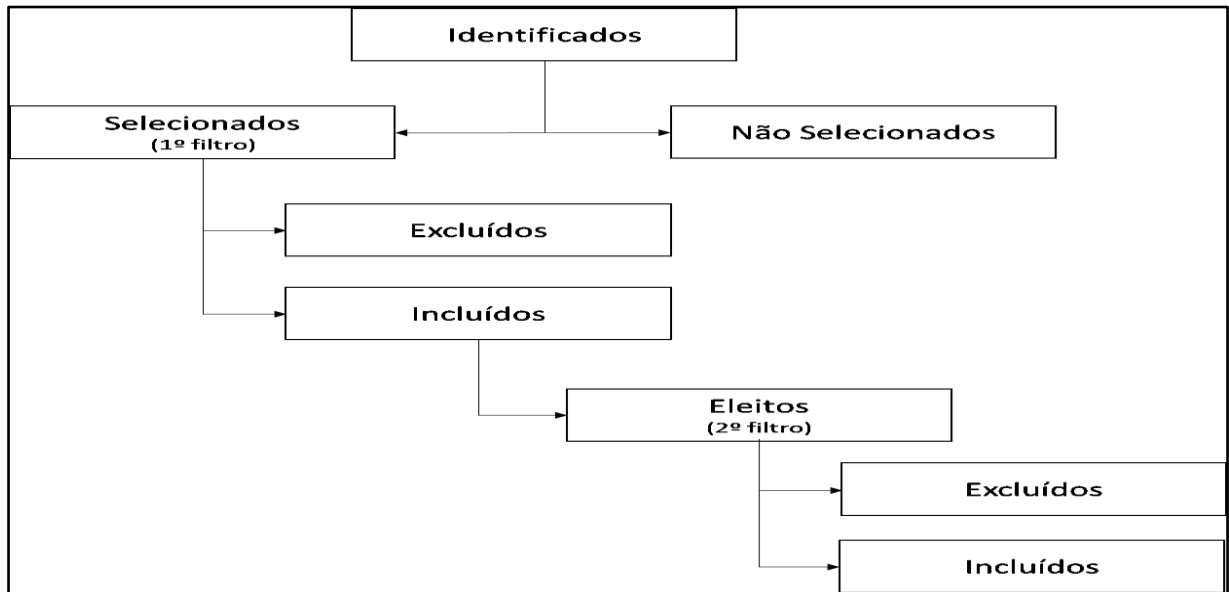 Identificados
Selecionados
(1º filtro)
Não Selecionados
Excluídos
Incluídos
Eleitos
(2º filtro)
Excluídos
Incluídos